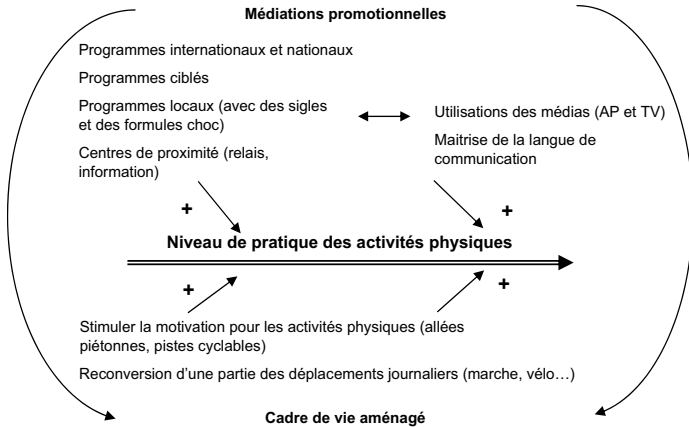 Médiations promotionnelles
Programmes internationaux et nationaux
Programmes ciblés
Programmes locaux (avec des sigles
et des formules choc)
Centres de proximité (relais,
information)
Utilisations des médias (AP et TV)
Maitrise de la langue de
communication
+
+
Niveau de pratique des activités physiques
+
+
Stimuler la motivation pour les activités physiques (allées
piétonnes, pistes cyclables)
Reconversion d'une partie des déplacements journaliers (marche, vélo…)
Cadre de vie aménagé